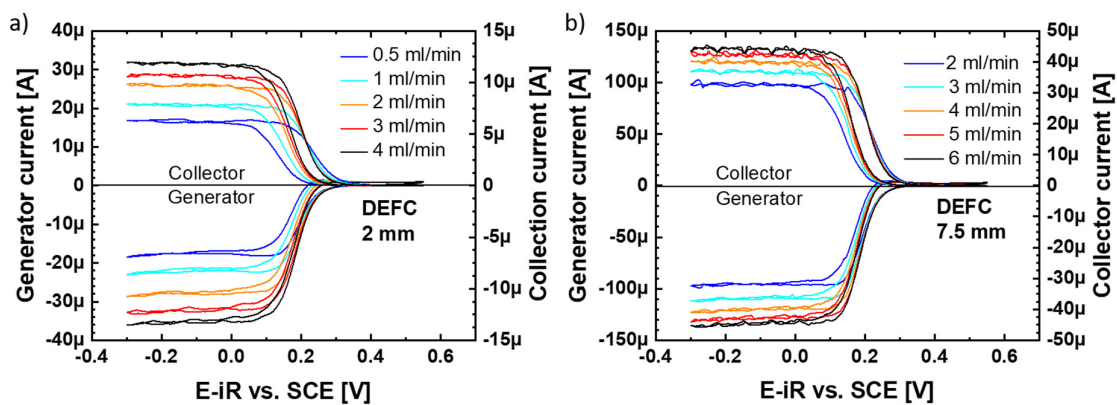 a)
40µ
30µ
20µ
10µ
0
-10µ
-20µ
-30µ
-40µ
Generator current [A]
-0.4 -0.2 0.0 0.2 0.4 0.6
E-iR vs. SCE [V]
15µ
10µ
5µ
0
-5µ
-10µ
-15µ
Collection current [A]
0.5 ml/min
1 ml/min
2 ml/min
3 ml/min
4 ml/min
Collector
Generator
DEFC
2 mm
b)
150µ
100µ
50µ
0
-50µ
-100µ
-150µ
Generator current [A]
-0.4 -0.2 0.0 0.2 0.4 0.6
E-iR vs. SCE [V]
50µ
40µ
30µ
20µ
10µ
0
-10µ
-20µ
-30µ
-40µ
-50µ
Collector current [A]
2 ml/min
3 ml/min
4 ml/min
5 ml/min
6 ml/min
Collector
Generator
DEFC
7.5 mm